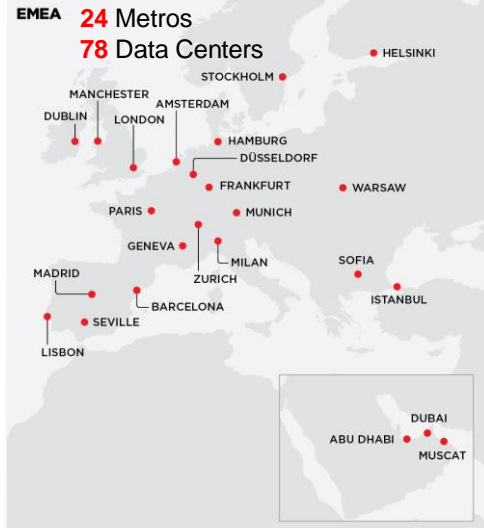 EMEA
24 Metros
78 Data Centers
HELSINKI
STOCKHOLM
MANCHESTER
AMSTERDAM
DUBLIN
LONDON
HAMBURG
DÜSSELDORF
FRANKFURT
WARSAW
PARIS
MUNICH
GENEVA
MILAN
SOFIA
ZURICH
MADRID
ISTANBUL
BARCELONA
SEVILLE
LISBON
DUBAI
ABU DHABI
MUSCAT